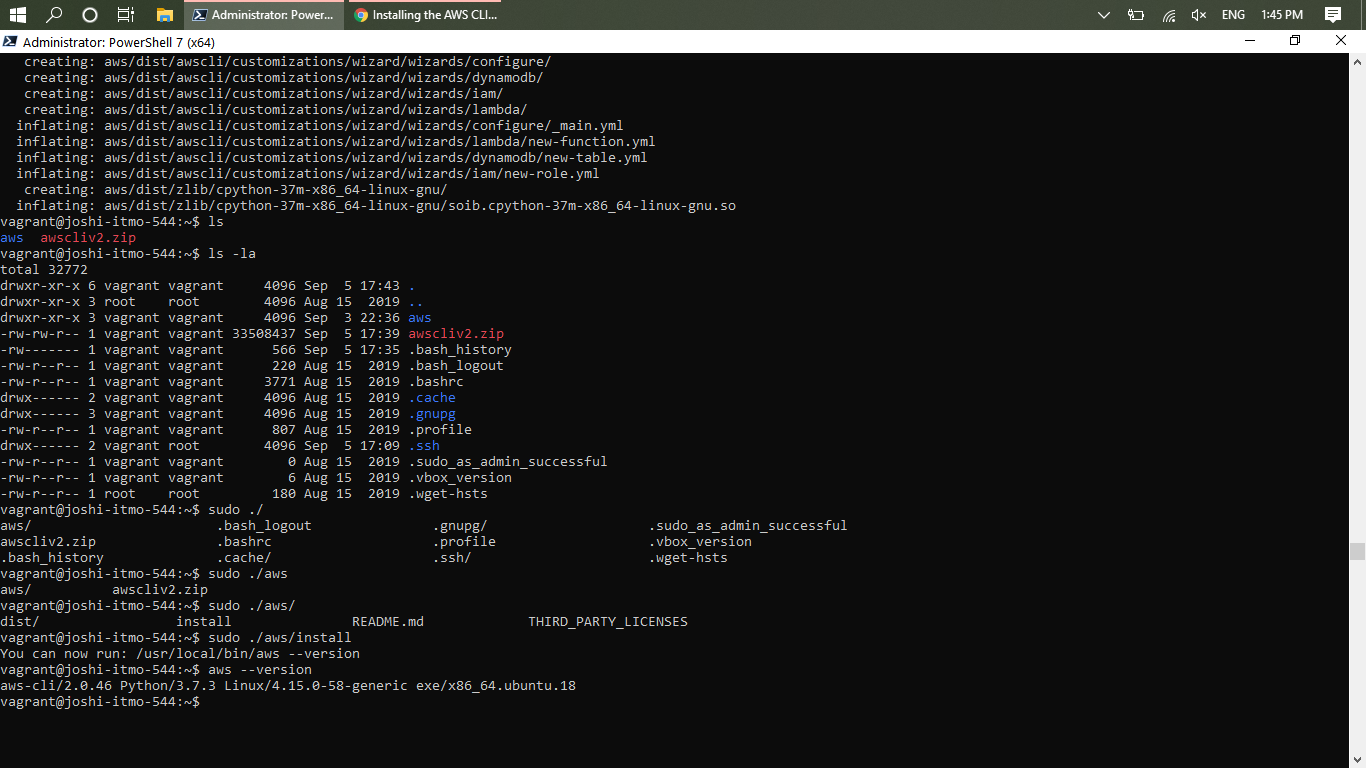 Administrator: Power... Installing the AWS CLI... ENG 1:45 PM
Administrator: PowerShell 7 (x64)
creating: aws/dist/awscli/customizations/wizard/wizards/configure/
creating: aws/dist/awscli/customizations/wizard/wizards/dynamodb/
creating: aws/dist/awscli/customizations/wizard/wizards/iam/
creating: aws/dist/awscli/customizations/wizard/wizards/lambda/
inflating: aws/dist/awscli/customizations/wizard/wizards/configure/_main.yml
inflating: aws/dist/awscli/customizations/wizard/wizards/lambda/new-function.yml
inflating: aws/dist/awscli/customizations/wizard/wizards/dynamodb/new-table.yml
inflating: aws/dist/awscli/customizations/wizard/wizards/iam/new-role.yml
creating: aws/dist/zlib/cpython-37m-x86_64-linux-gnu/
inflating: aws/dist/zlib/cpython-37m-x86_64-linux-gnu/soib.cpython-37m-x86_64-linux-gnu.so
vagrant@joshi-itmo-544:~$ ls
aws  awscliv2.zip
vagrant@joshi-itmo-544:~$ ls -la
total 32772
drwxr-xr-x 6 vagrant vagrant     4096 Sep  5 17:43 .
drwxr-xr-x 3 root    root        4096 Aug 15  2019 ..
drwxr-xr-x 3 vagrant vagrant     4096 Sep  3 22:36 aws
-rw-rw-r-- 1 vagrant vagrant 33508437 Sep  5 17:39 awscliv2.zip
-rw------- 1 vagrant vagrant      566 Sep  5 17:35 .bash_history
-rw-r--r-- 1 vagrant vagrant      220 Aug 15  2019 .bash_logout
-rw-r--r-- 1 vagrant vagrant     3771 Aug 15  2019 .bashrc
drwx------ 2 vagrant vagrant     4096 Aug 15  2019 .cache
drwx------ 3 vagrant vagrant     4096 Aug 15  2019 .gnupg
-rw-r--r-- 1 vagrant vagrant      807 Aug 15  2019 .profile
drwx------ 2 vagrant root        4096 Sep  5 17:09 .ssh
-rw-r--r-- 1 vagrant vagrant        0 Aug 15  2019 .sudo_as_admin_successful
-rw-r--r-- 1 vagrant vagrant        6 Aug 15  2019 .vbox_version
-rw-r--r-- 1 root    root         180 Aug 15  2019 .wget-hsts
vagrant@joshi-itmo-544:~$ sudo ./
aws/                       .bash_logout               .gnupg/                    .sudo_as_admin_successful
awscliv2.zip               .bashrc                    .profile                   .vbox_version
.bash_history              .cache/                    .ssh/                      .wget-hsts
vagrant@joshi-itmo-544:~$ sudo ./aws
aws/          awscliv2.zip
vagrant@joshi-itmo-544:~$ sudo ./aws/
dist/                 install               README.md             THIRD_PARTY_LICENSES
vagrant@joshi-itmo-544:~$ sudo ./aws/install
You can now run: /usr/local/bin/aws --version
vagrant@joshi-itmo-544:~$ aws --version
aws-cli/2.0.46 Python/3.7.3 Linux/4.15.0-58-generic exe/x86_64.ubuntu.18
vagrant@joshi-itmo-544:~$